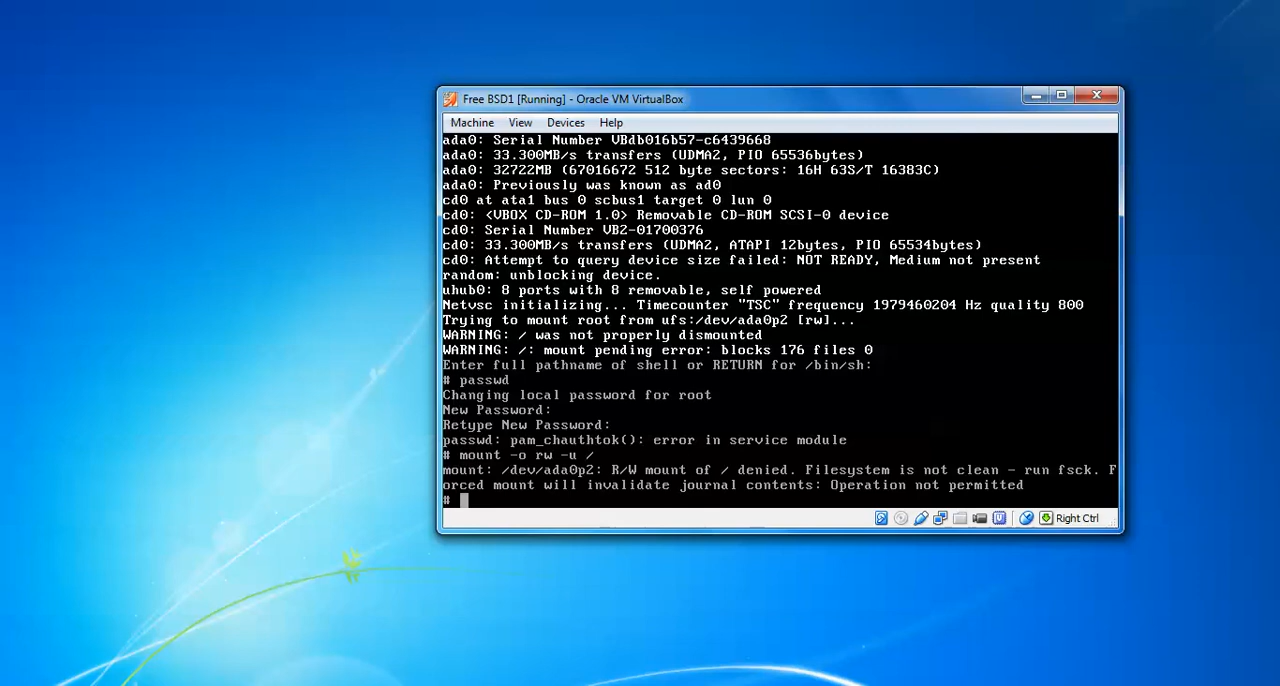 Free BSD1 [Running] - Oracle VM VirtualBox
Machine View Devices Help
ada0: Serial Number VBdb016b57-c6439668
ada0: 33.300MB/s transfers (UDMA2, PIO 65536bytes)
ada0: 32722MB (67016672 512 byte sectors: 16H 63S/T 16383C)
ada0: Previously was known as ad0
cd0 at ata1 bus 0 scbus1 target 0 lun 0
cd0: <VBOX CD-ROM 1.0> Removable CD-ROM SCSI-0 device
cd0: Serial Number VB2-01700376
cd0: 33.300MB/s transfers (UDMA2, ATAPI 12bytes, PIO 65534bytes)
cd0: Attempt to query device size failed: NOT READY, Medium not present
random: unblocking device.
uhub0: 8 ports with 8 removable, self powered
Netvsc initializing... Timecounter "TSC" frequency 1979460204 Hz quality 800
Trying to mount root from ufs:/dev/ada0p2 [rw]...
WARNING: / was not properly dismounted
WARNING: /: mount pending error: blocks 176 files 0
Enter full pathname of shell or RETURN for /bin/sh:
# passwd
Changing local password for root
New Password:
Retype New Password:
passwd: pam_chauthtok(): error in service module
# mount -o rw -u /
mount: /dev/ada0p2: R/W mount of / denied. Filesystem is not clean - run fsck. F
orced mount will invalidate journal contents: Operation not permitted
#
Right Ctrl